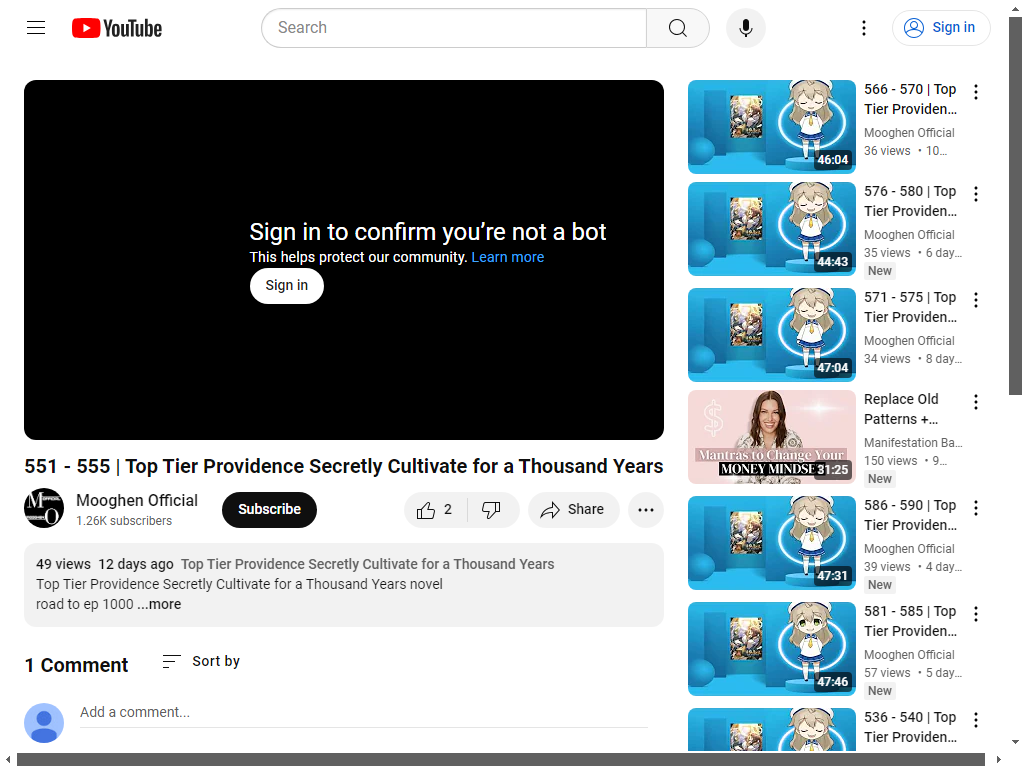 YouTube
Search
Sign in
Sign in to confirm you're not a bot
This helps protect our community. Learn more
Sign in
551 - 555 | Top Tier Providence Secretly Cultivate for a Thousand Years
Mooghen Official
1.26K subscribers
Subscribe
2
Share
49 views 12 days ago Top Tier Providence Secretly Cultivate for a Thousand Years
Top Tier Providence Secretly Cultivate for a Thousand Years novel
road to ep 1000 ...more
1 Comment
Sort by
Add a comment...
46:04
566 - 570 | Top
Tier Providen...
Mooghen Official
36 views • 10...
44:43
576 - 580 | Top
Tier Providen...
Mooghen Official
35 views • 6 day...
New
47:04
571 - 575 | Top
Tier Providen...
Mooghen Official
34 views • 8 day...
Mantras to Change Your
MONEY MINDSE
31:25
Replace Old
Patterns +...
Manifestation Ba...
150 views • 9...
New
47:31
586 - 590 | Top
Tier Providen...
Mooghen Official
39 views • 4 day...
New
47:46
581 - 585 | Top
Tier Providen...
Mooghen Official
57 views • 5 day...
New
536 - 540 | Top
Tier Providen...